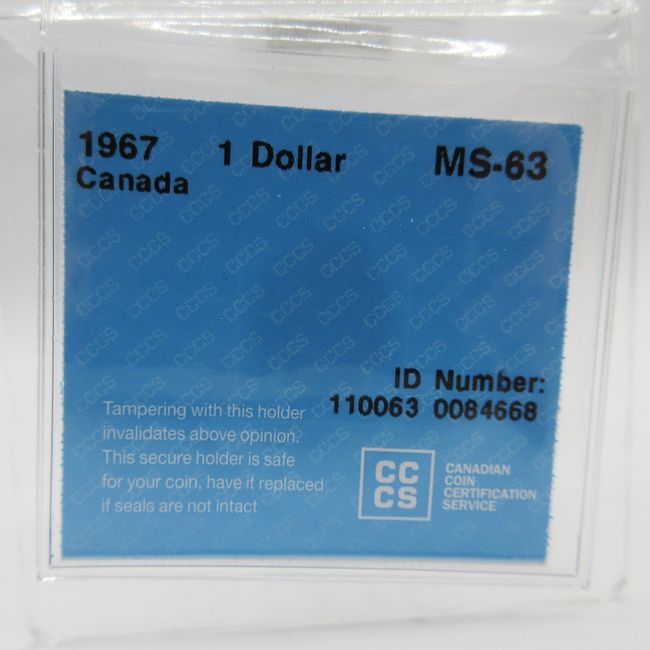 1967 1 Dollar MS-63
Canada
ID Number:
110063 0084668
Tampering with this holder
invalidates above opinion.
This secure holder is safe
for your coin, have it replaced
if seals are not intact
CC
CS
CANADIAN
COIN
CERTIFICATION
SERVICE